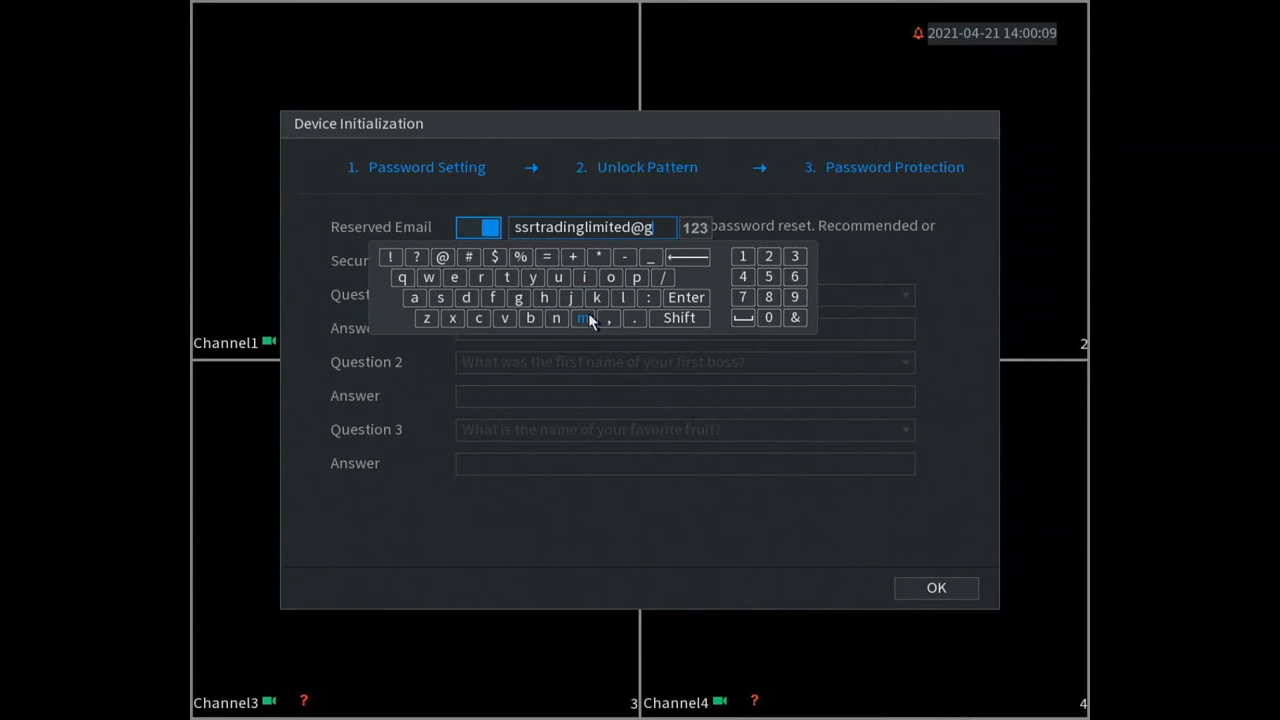 2021-04-21 14:00:09
Device Initialization
1. Password Setting → 2. Unlock Pattern → 3. Password Protection
Reserved Email ssrtradinglimited@g 123 password reset. Recommended or
! ? @ # $ % = + * - _ 1 2 3
Secur
q w e r t y u i o p / 4 5 6
Quest a s d f g h j k l : Enter 7 8 9
z x c v b n m , . Shift 0 &
Answe
Channel1 2
Question 2 What was the first name of your first boss?
Answer
Question 3 What is the name of your favorite fruit?
Answer
OK
Channel3 ? 3 Channel4 ? 4